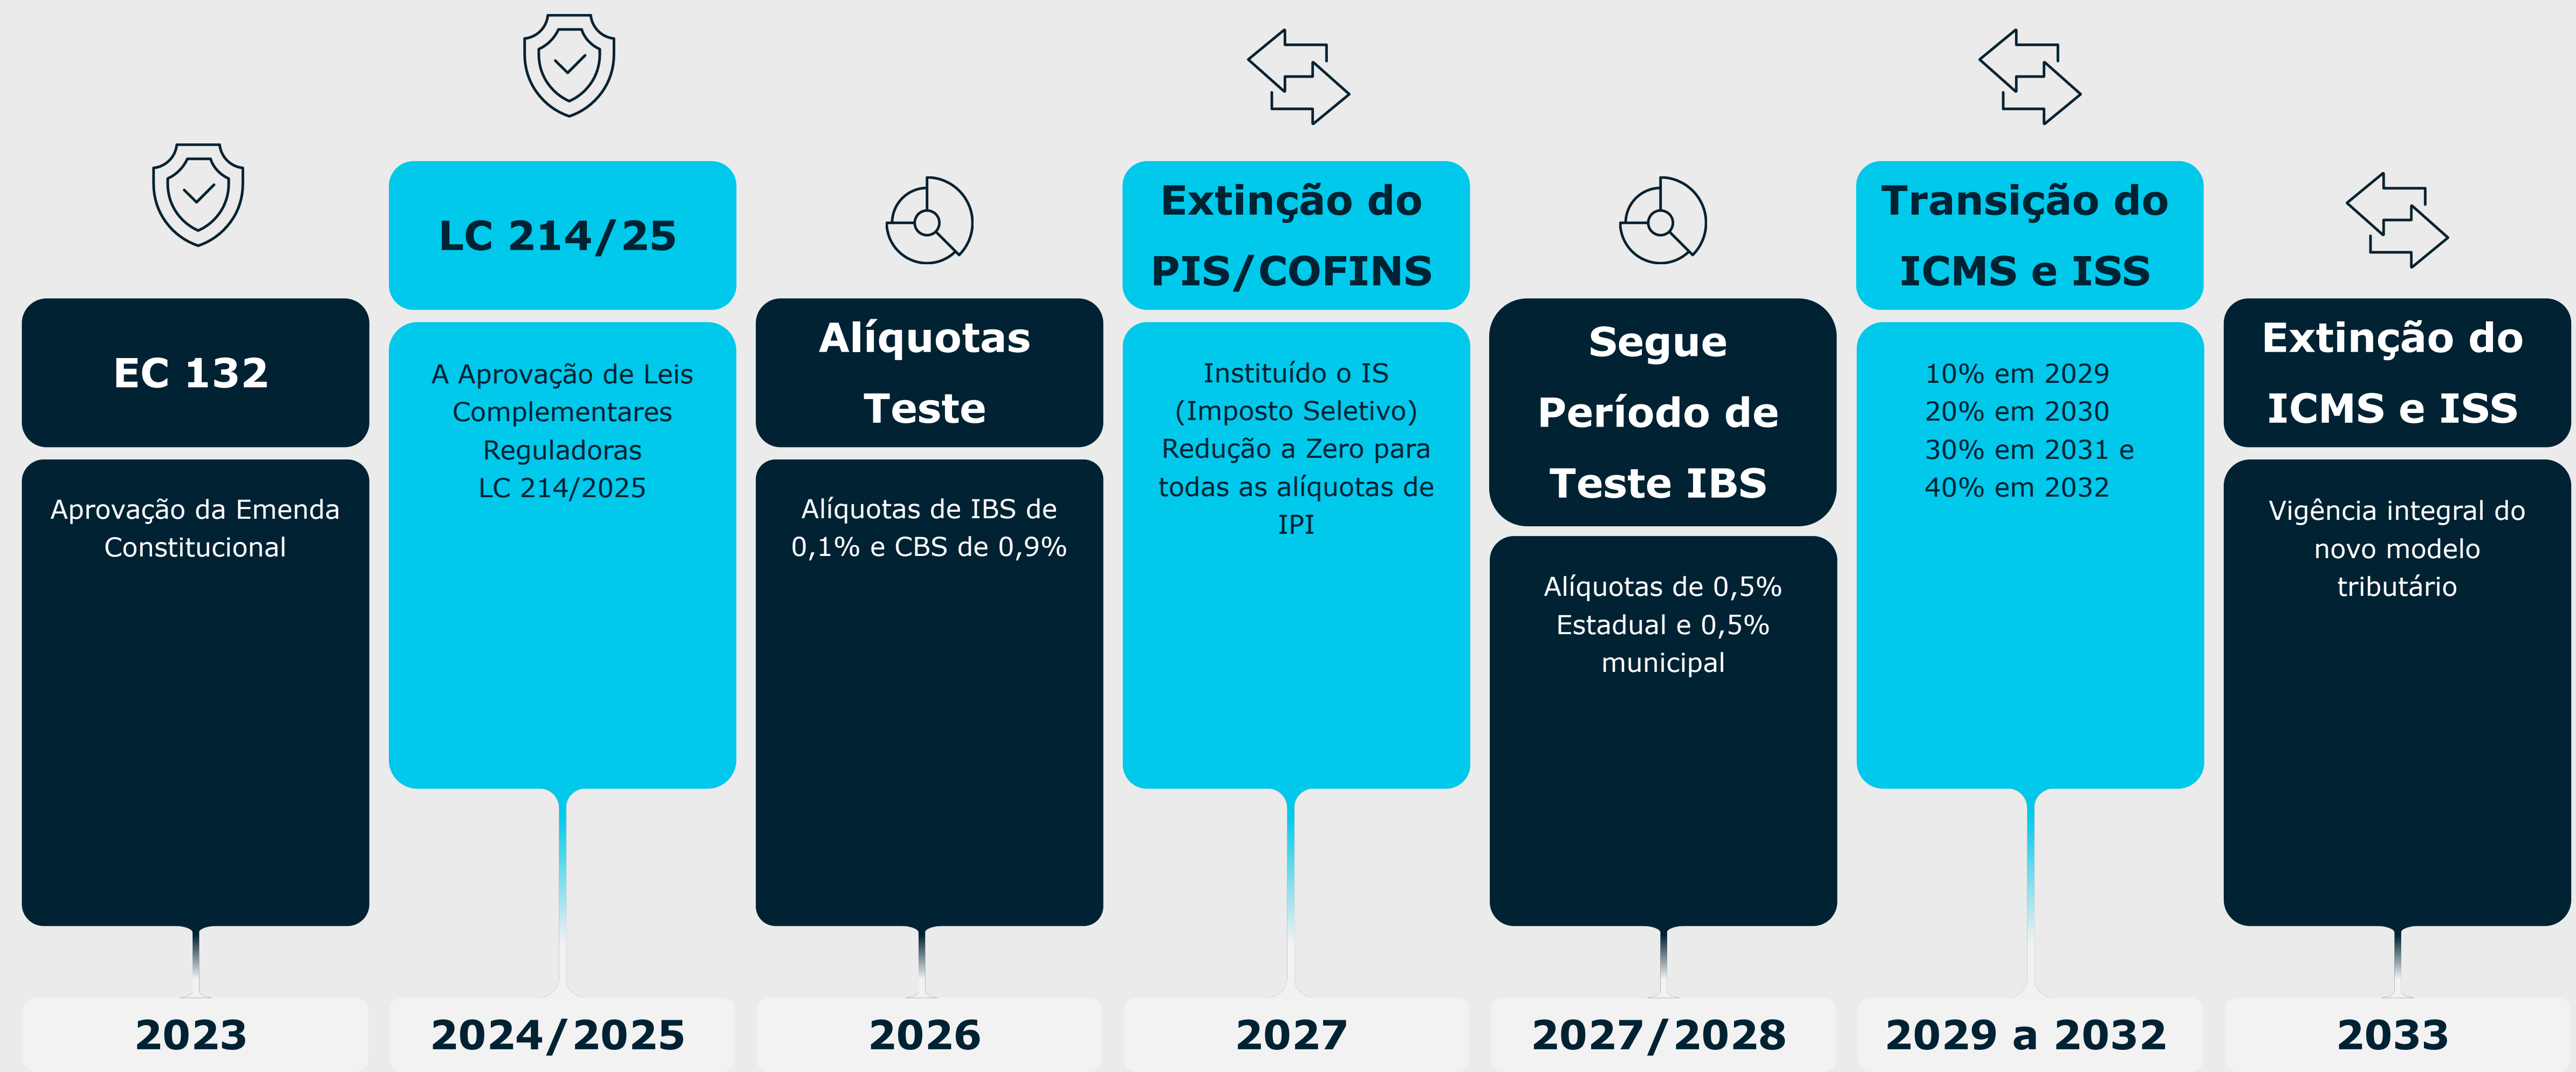 EC 132
Aprovação da Emenda
Constitucional
2023
LC 214/25
A Aprovação de Leis
Complementares
Reguladoras
LC 214/2025
2024/2025
Alíquotas
Teste
Alíquotas de IBS de
0,1% e CBS de 0,9%
2026
Extinção do
PIS/COFINS
Instituído o IS
(Imposto Seletivo)
Redução a Zero para
todas as alíquotas de
IPI
2027
Segue
Período de
Teste IBS
Alíquotas de 0,5%
Estadual e 0,5%
municipal
2027/2028
Transição do
ICMS e ISS
10% em 2029
20% em 2030
30% em 2031 e
40% em 2032
2029 a 2032
Extinção do
ICMS e ISS
Vigência integral do
novo modelo
tributário
2033